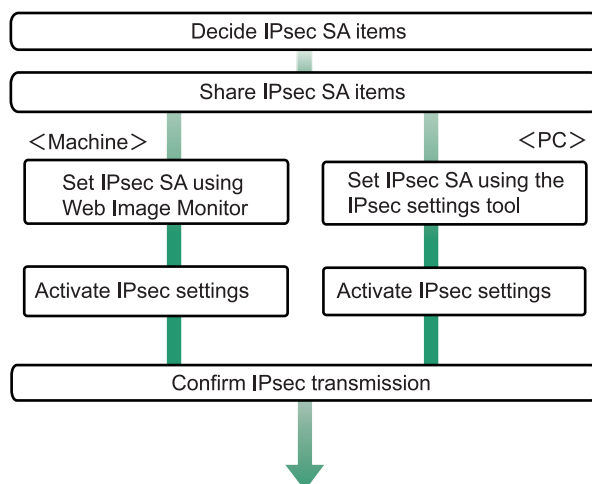 Decide IPsec SA items
Share IPsec SA items
<Machine>
<PC>
Set IPsec SA using
Web Image Monitor
Set IPsec SA using the
IPsec settings tool
Activate IPsec settings
Activate IPsec settings
Confirm IPsec transmission